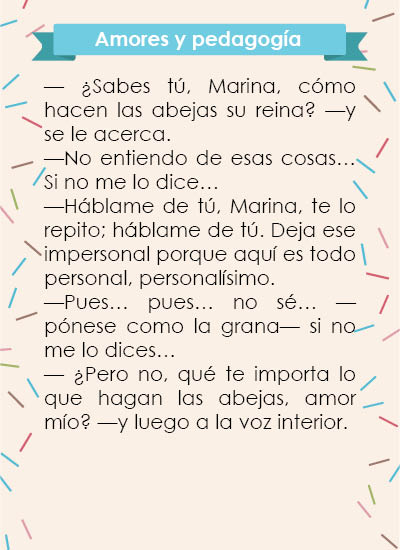 Amores y pedagogía
— ¿Sabes tú, Marina, cómo
hacen las abejas su reina? —y
se le acerca.
—No entiendo de esas cosas…
Si no me lo dice…
—Háblame de tú, Marina, te lo
repito; háblame de tú. Deja ese
impersonal porque aquí es todo
personal, personalísimo.
—Pues… pues… no sé… —
pónese como la grana— si no
me lo dices…
— ¿Pero no, qué te importa lo
que hagan las abejas, amor
mío? —y luego a la voz interior.